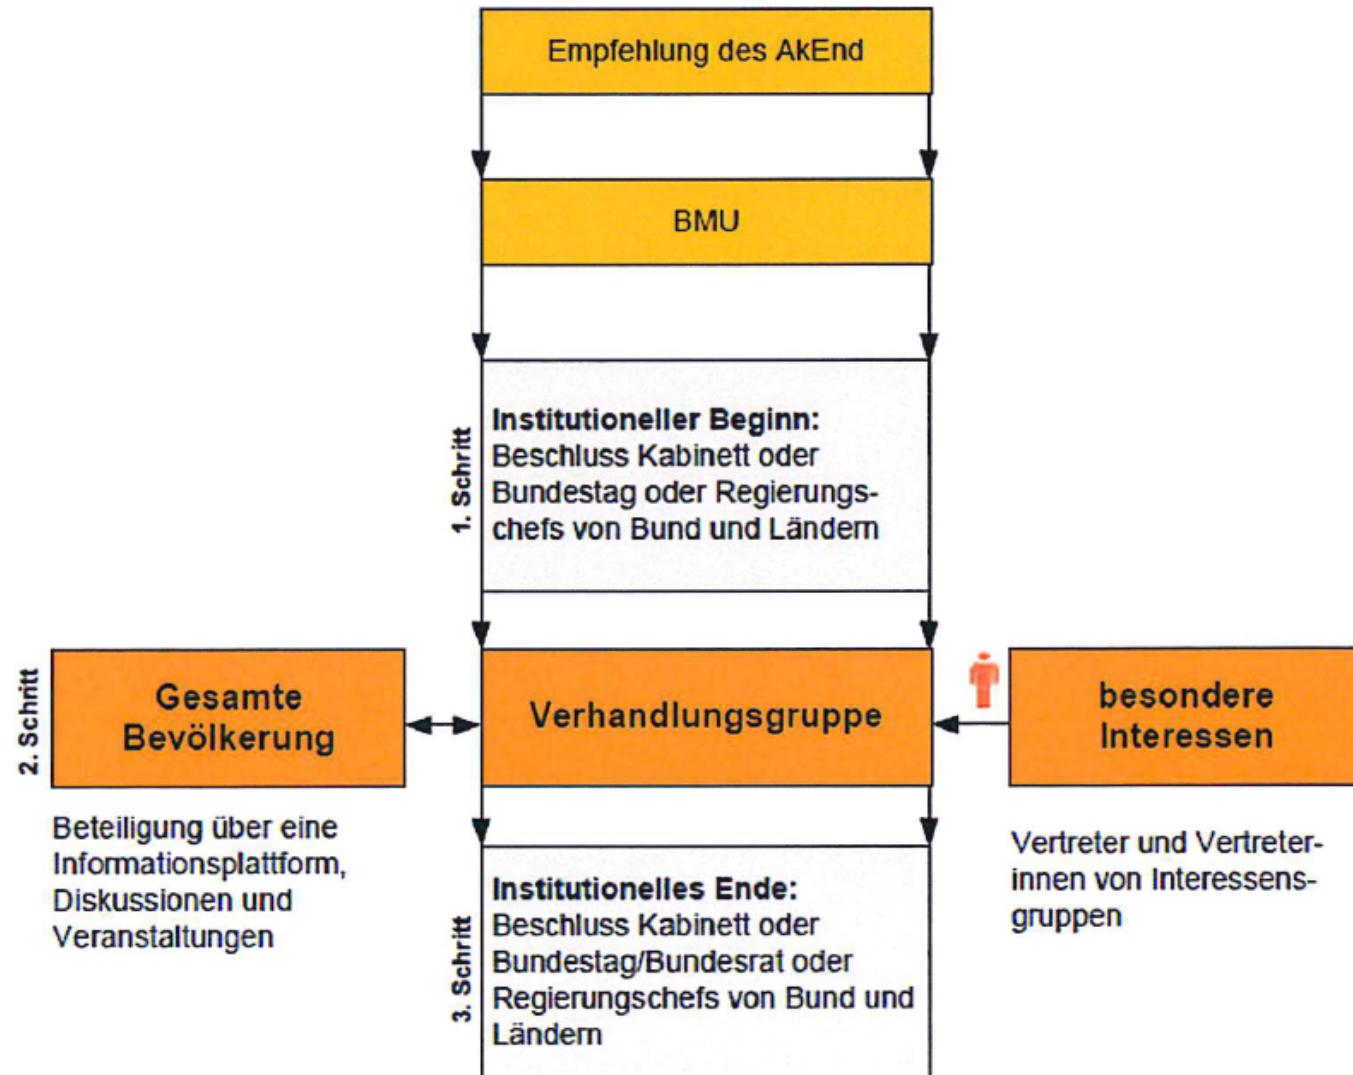 Empfehlung des AkEnd
BMU
1. Schritt
Institutioneller Beginn:
Beschluss Kabinett oder
Bundestag oder Regierungs-
chefs von Bund und Ländern
2. Schritt
Gesamte
Bevölkerung
Verhandlungsgruppe
besondere
Interessen
Beteiligung über eine
Informationsplattform,
Diskussionen und
Veranstaltungen
Vertreter und Vertreter-
innen von Interessens-
gruppen
3. Schritt
Institutionelles Ende:
Beschluss Kabinett oder
Bundestag/Bundesrat oder
Regierungschefs von Bund und
Ländern